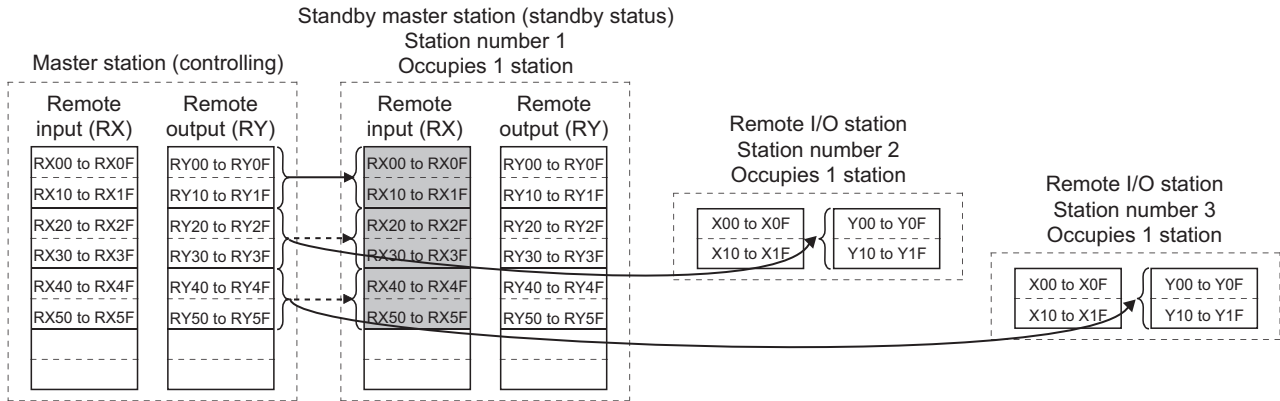 Standby master station (standby status)
Station number 1
Occupies 1 station
Master station (controlling)
Remote input (RX)
Remote output (RY)
Remote input (RX)
Remote output (RY)
RX00 to RX0F
RX10 to RX1F
RX20 to RX2F
RX30 to RX3F
RX40 to RX4F
RX50 to RX5F
RY00 to RY0F
RY10 to RY1F
RY20 to RY2F
RY30 to RY3F
RY40 to RY4F
RY50 to RY5F
RX00 to RX0F
RX10 to RX1F
RX20 to RX2F
RX30 to RX3F
RX40 to RX4F
RX50 to RX5F
RY00 to RY0F
RY10 to RY1F
RY20 to RY2F
RY30 to RY3F
RY40 to RY4F
RY50 to RY5F
Remote I/O station
Station number 2
Occupies 1 station
X00 to X0F
X10 to X1F
Y00 to Y0F
Y10 to Y1F
Remote I/O station
Station number 3
Occupies 1 station
X00 to X0F
X10 to X1F
Y00 to Y0F
Y10 to Y1F